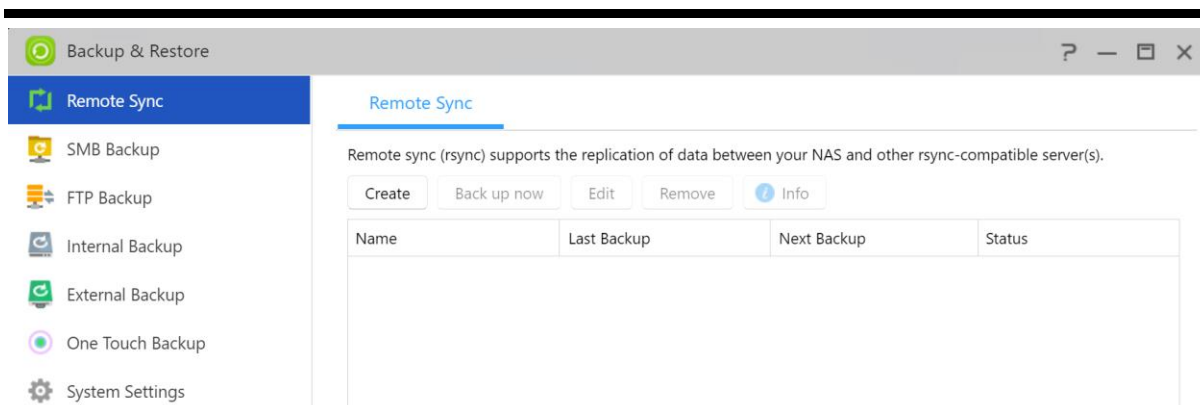 Backup & Restore
Remote Sync
SMB Backup
FTP Backup
Internal Backup
External Backup
One Touch Backup
System Settings
Remote Sync
Remote sync (rsync) supports the replication of data between your NAS and other rsync-compatible server(s).
Create Back up now Edit Remove Info
Name Last Backup Next Backup Status